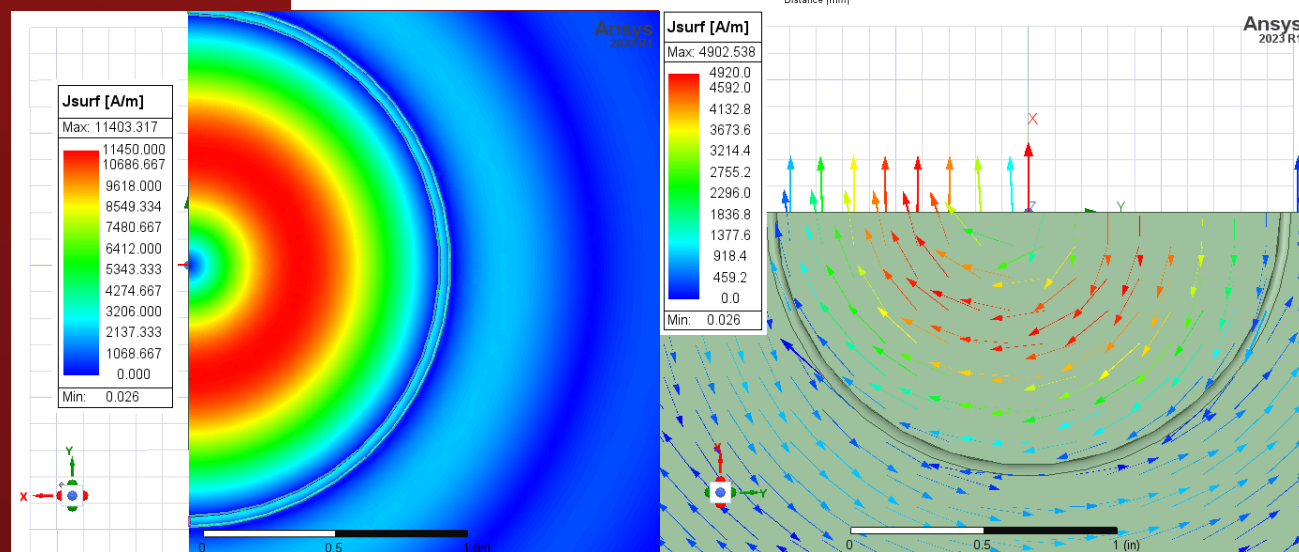 Distance [mm]
Ansys
2023 R1
Jsurf [A/m]
Max: 11403.317
11450.000
10686.667
9618.000
8549.334
7480.667
6412.000
5343.333
4274.667
3206.000
2137.333
1068.667
0.000
Min: 0.026
Y
X
0
0.5
1 (in)
Jsurf [A/m]
Max: 4902.538
4920.0
4592.0
4132.8
3673.6
3214.4
2755.2
2296.0
1836.8
1377.6
918.4
459.2
0.0
Min: 0.026
Ansys
2023 R1
X
Z
Y
X
Y
0
0.5
1 (in)